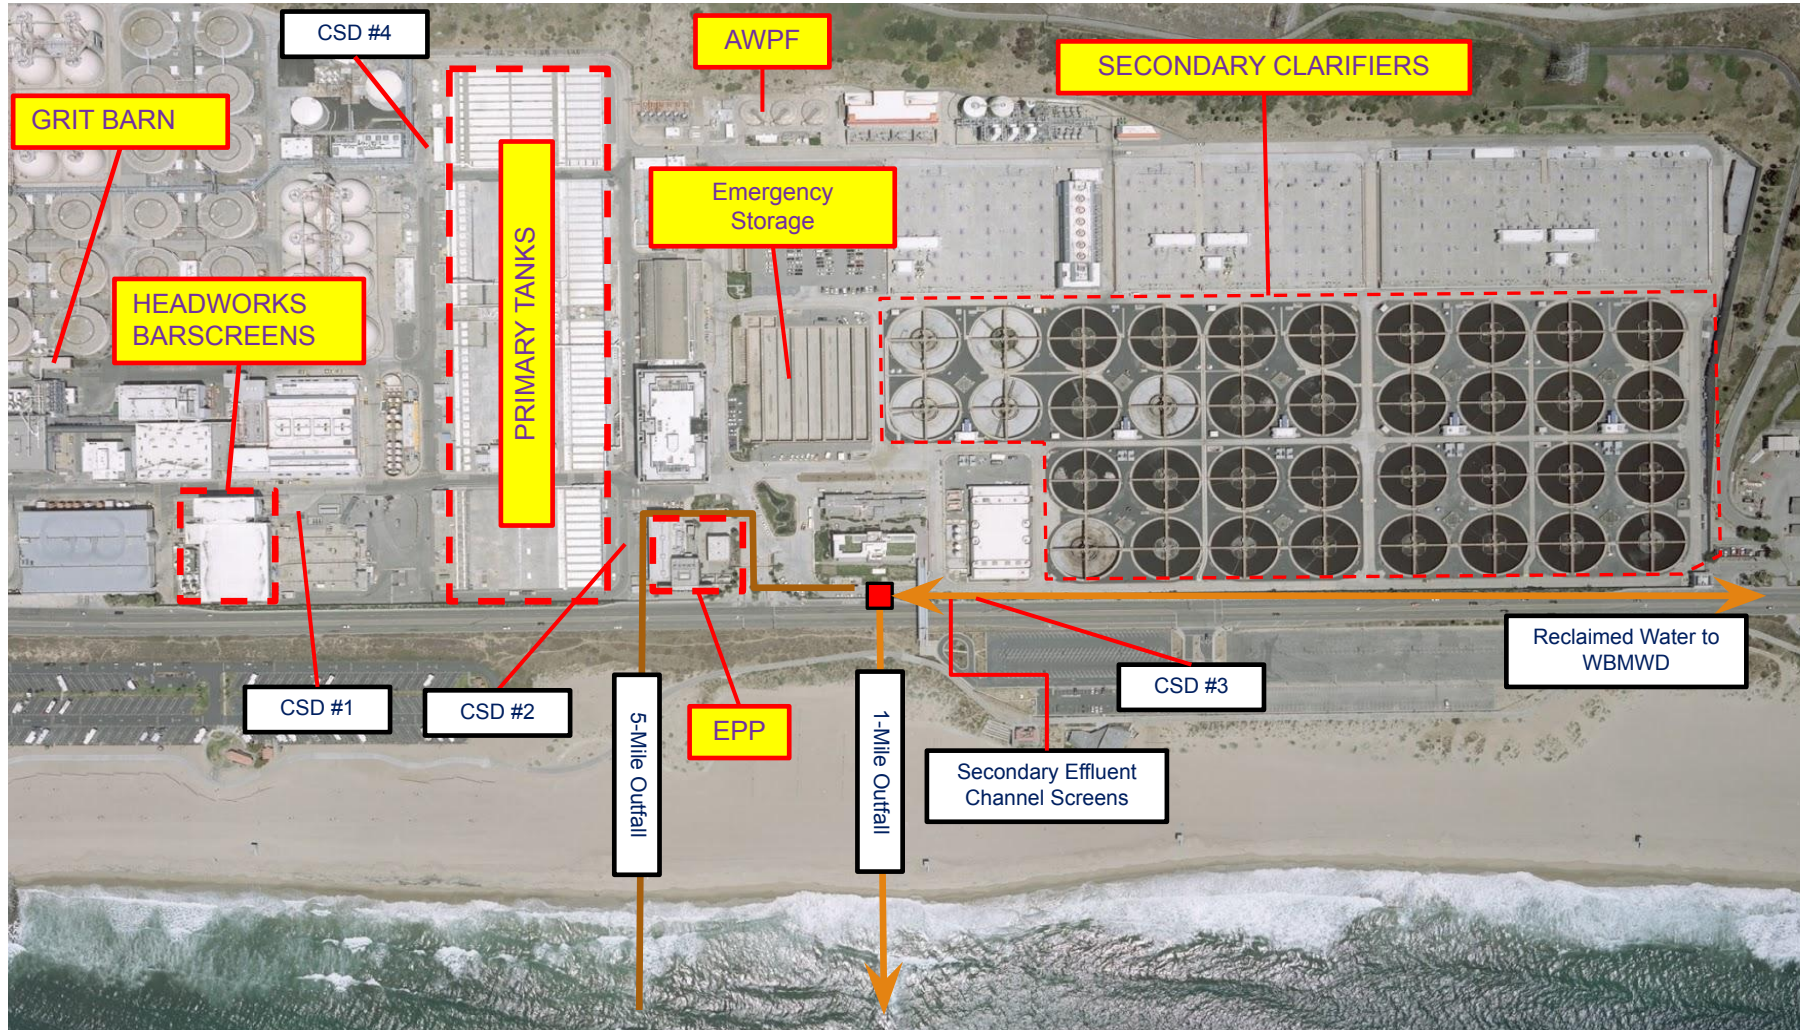 CSD #4
AWPF
SECONDARY CLARIFIERS
GRIT BARN
Emergency
Storage
HEADWORKS
BARSCREENS
PRIMARY TANKS
Reclaimed Water to
WBMWD
CSD #1
CSD #2
5-Mile Outfall
EPP
1-Mile Outfall
CSD #3
Secondary Effluent
Channel Screens